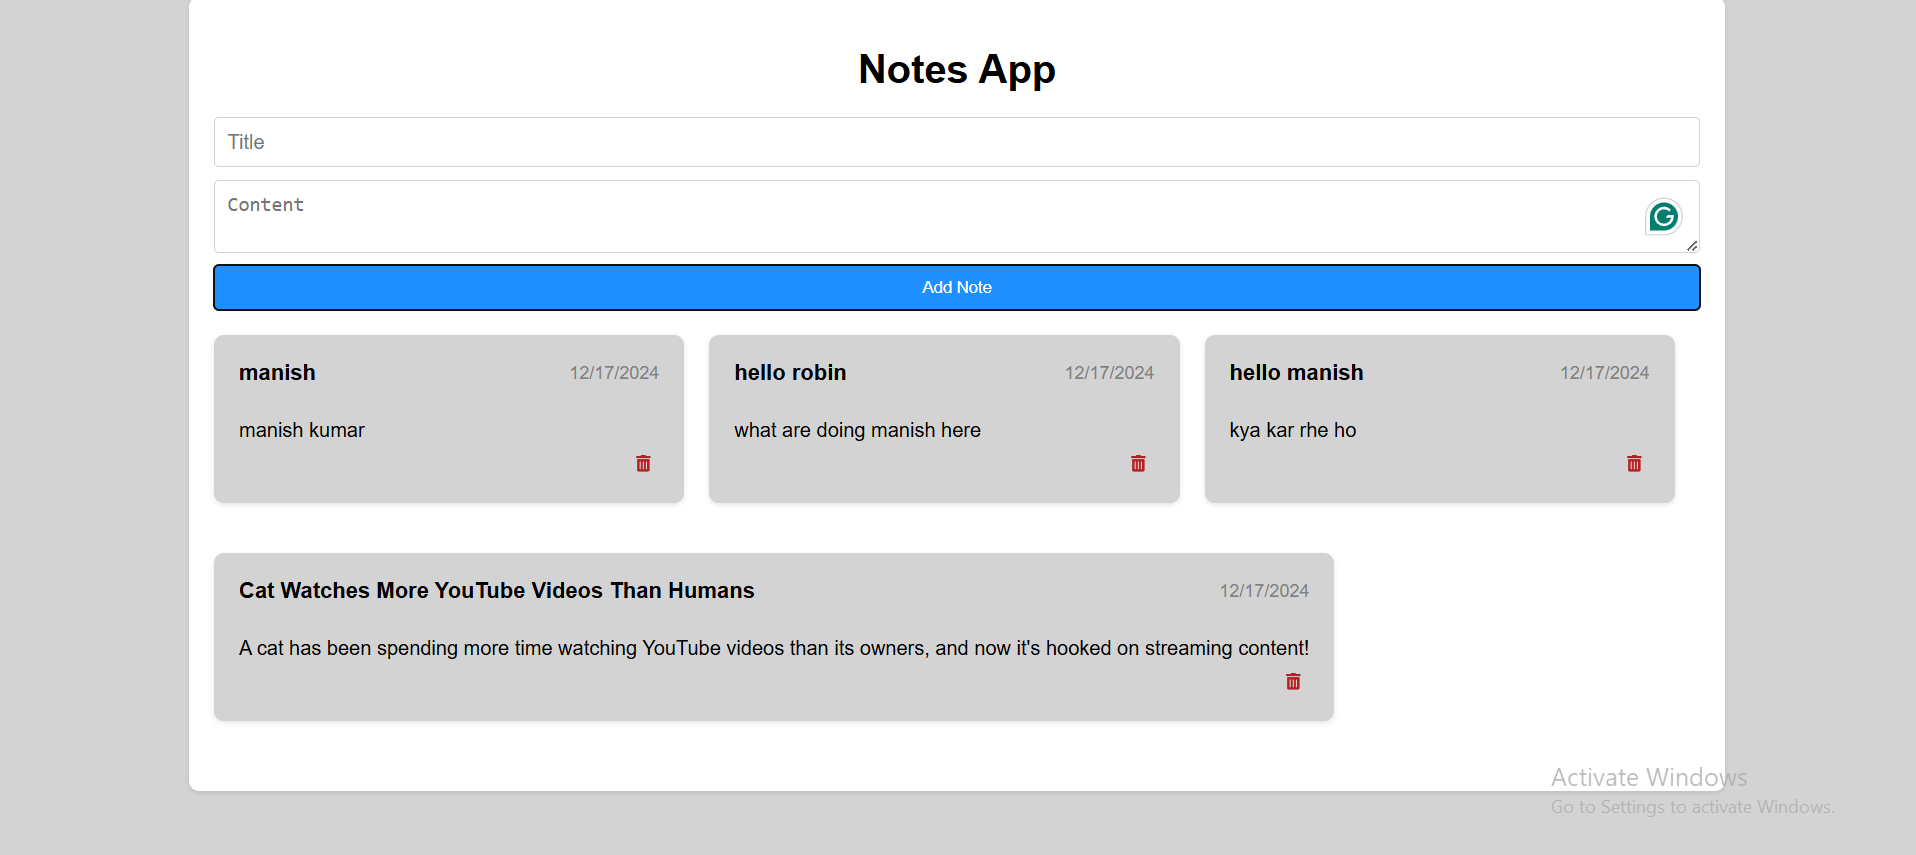 Notes App
Title
Content
Add Note
manish 12/17/2024
manish kumar
hello robin 12/17/2024
what are doing manish here
hello manish 12/17/2024
kya kar rhe ho
Cat Watches More YouTube Videos Than Humans 12/17/2024
A cat has been spending more time watching YouTube videos than its owners, and now it's hooked on streaming content!
Activate Windows
Go to Settings to activate Windows.